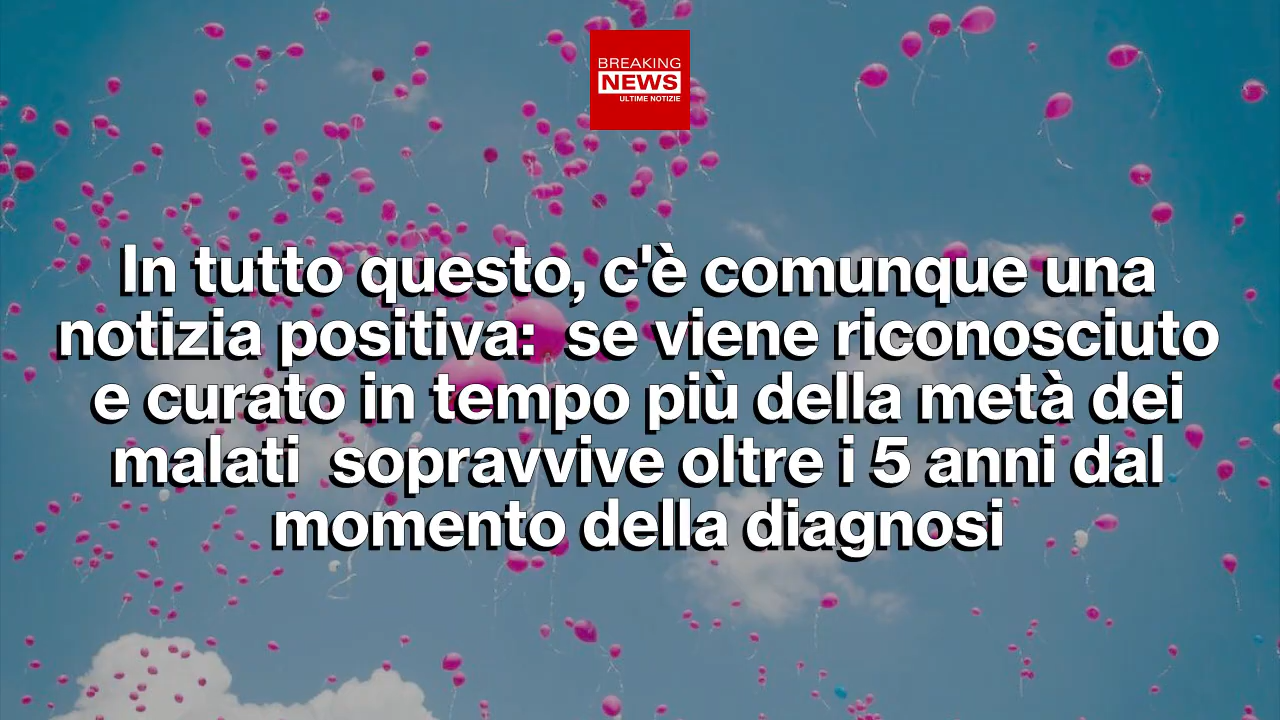 BREAKING
NEWS
ULTIME NOTIZIE
In tutto questo, c'è comunque una
notizia positiva:  se viene riconosciuto
e curato in tempo più della metà dei
malati  sopravvive oltre i 5 anni dal
momento della diagnosi